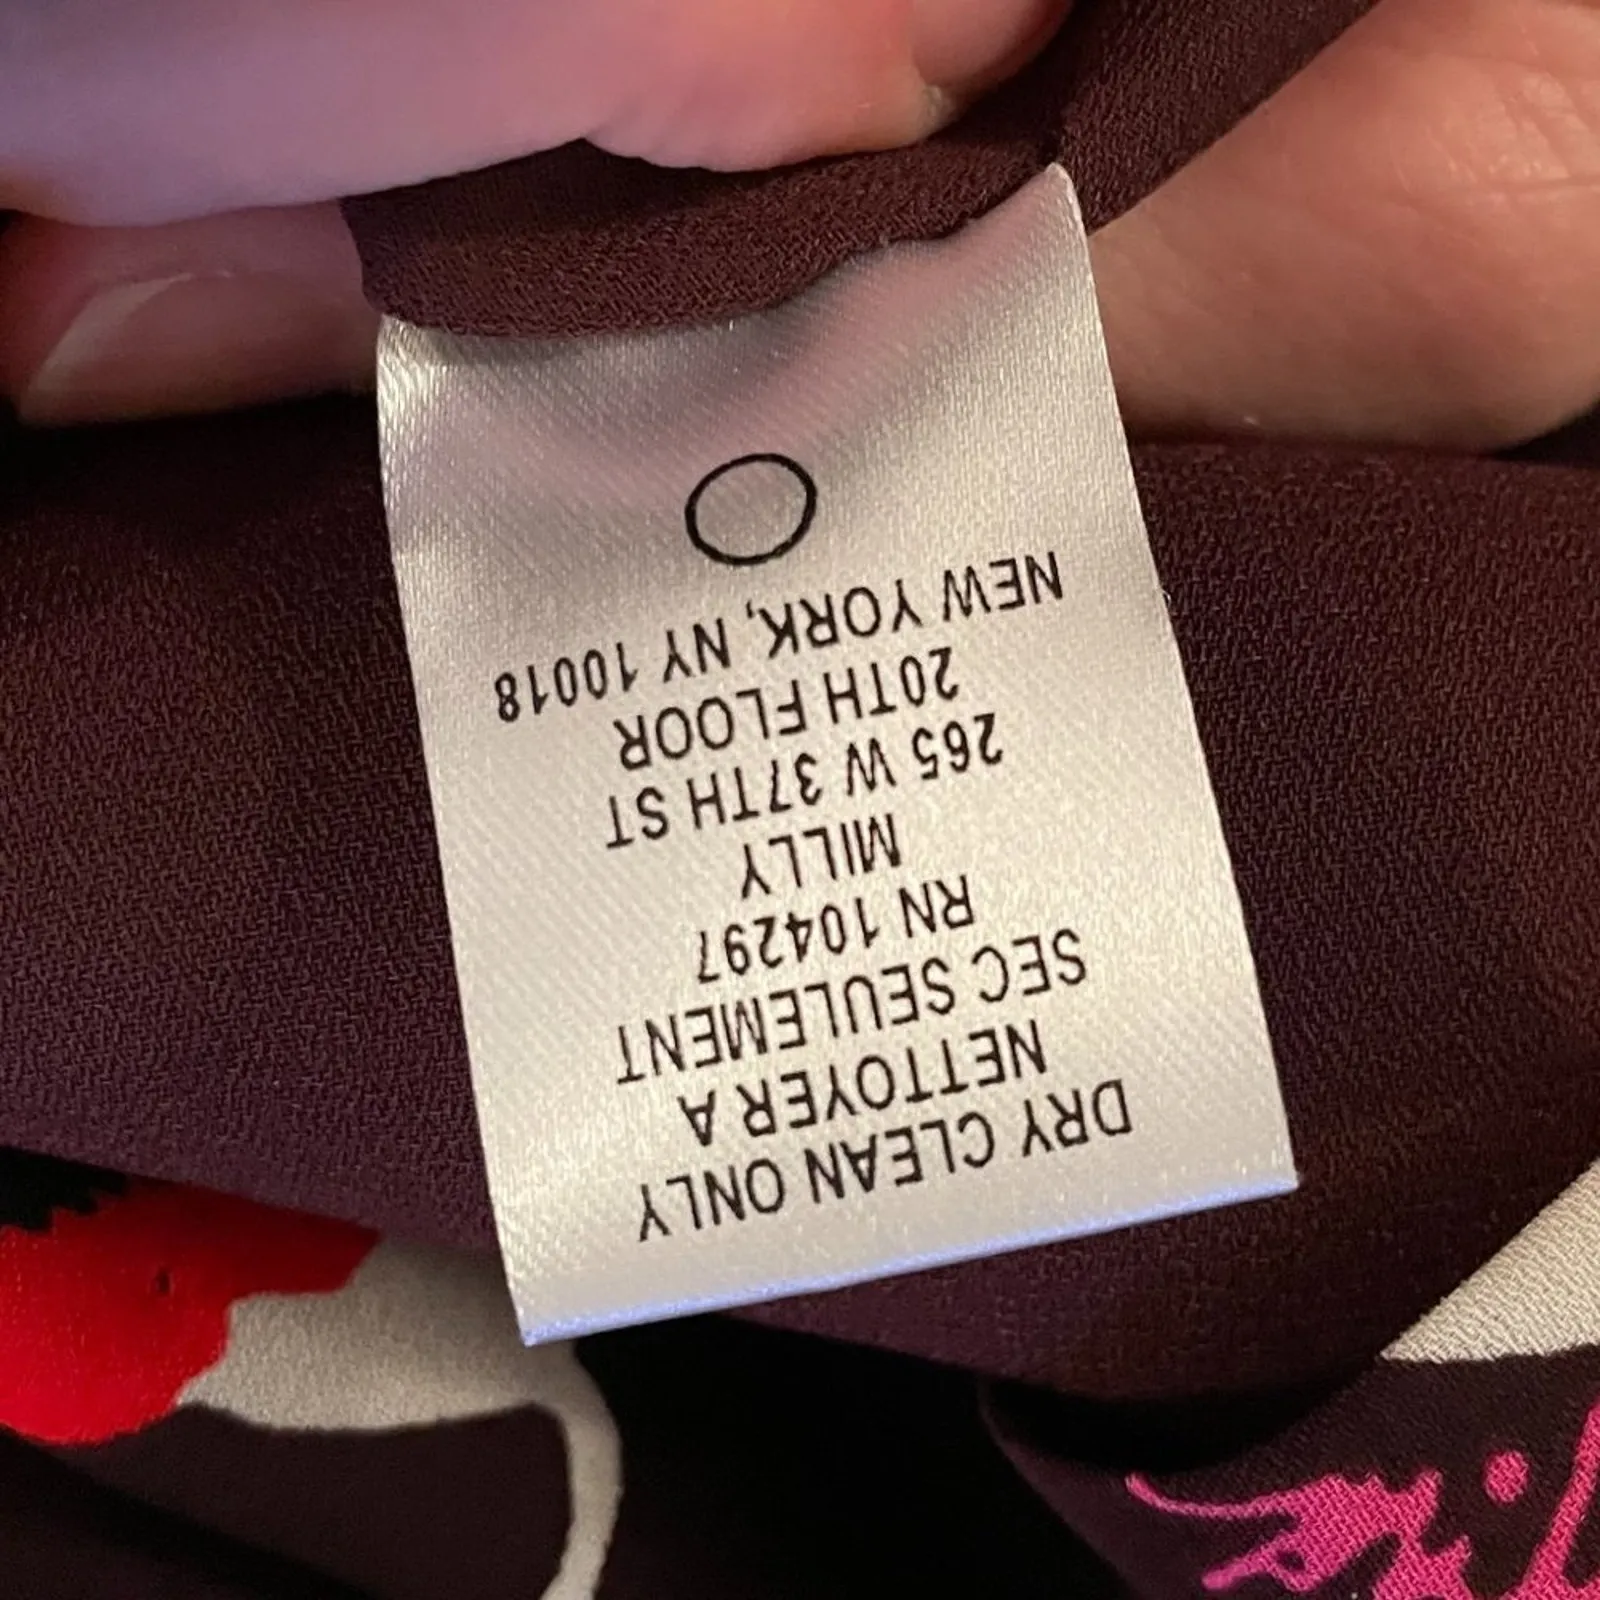 DRY CLEAN ONLY
NETTOYER A
SEC SEULEMENT
RN 104297
MILLY
265 W 37TH ST
20TH FLOOR
NEW YORK, NY 10018